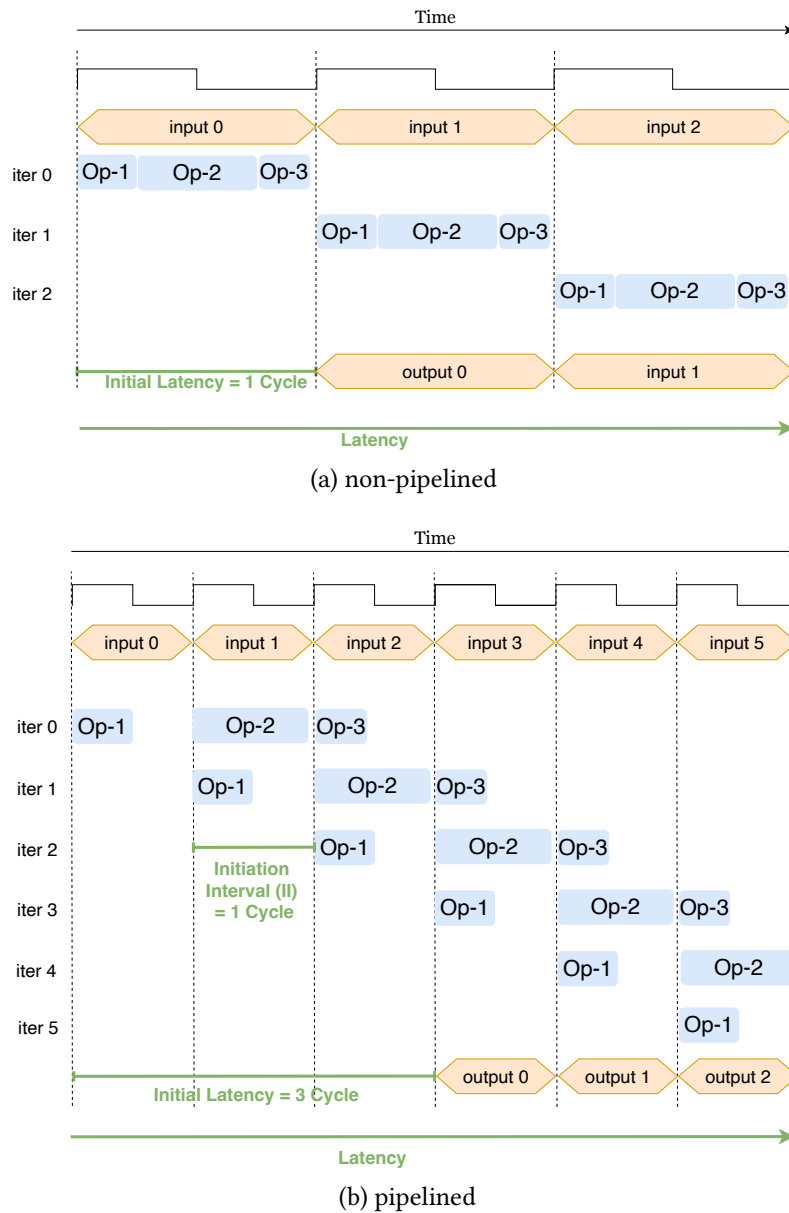 Time
input 0 input 1 input 2
iter 0 Op-1 Op-2 Op-3
iter 1 Op-1 Op-2 Op-3
iter 2 Op-1 Op-2 Op-3
Initial Latency = 1 Cycle output 0 input 1
Latency
(a) non-pipelined
Time
input 0 input 1 input 2 input 3 input 4 input 5
iter 0 Op-1 Op-2 Op-3
iter 1 Op-1 Op-2 Op-3
iter 2 Op-1 Op-2 Op-3
Initiation
Interval (II)
= 1 Cycle
iter 3 Op-1 Op-2 Op-3
iter 4 Op-1 Op-2
iter 5 Op-1
Initial Latency = 3 Cycle output 0 output 1 output 2
Latency
(b) pipelined